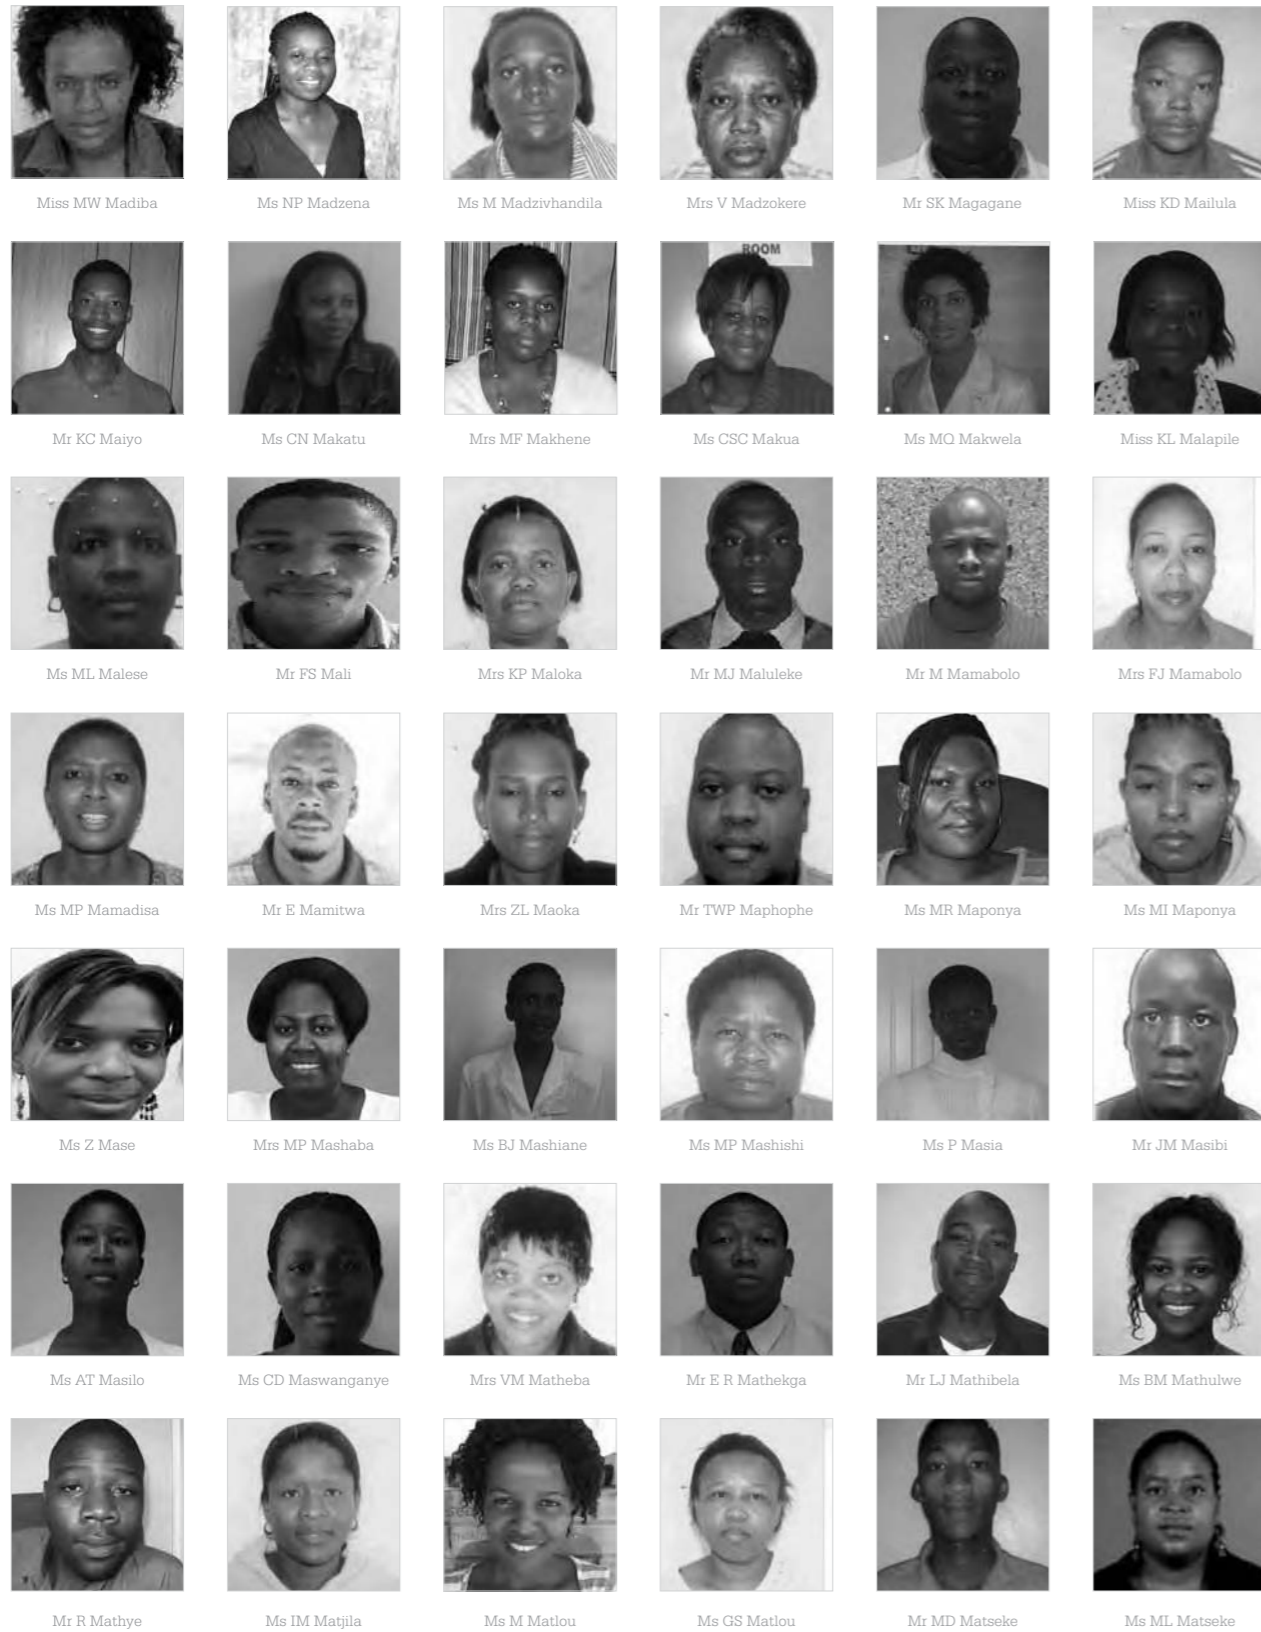 Miss MW Madiba
Ms NP Madzena
Ms M Madzivhandila
Mrs V Madzokere
Mr SK Magagane
Miss KD Mailula
ROOM
Mr KC Maiyo
Ms CN Makatu
Mrs MF Makhene
Ms CSC Makua
Ms MQ Makwela
Miss KL Malapile
Ms ML Malese
Mr FS Mali
Mrs KP Maloka
Mr MJ Maluleke
Mr M Mamabolo
Mrs FJ Mamabolo
Ms MP Mamadisa
Mr E Mamitwa
Mrs ZL Maoka
Mr TWP Maphophe
Ms MR Maponya
Ms MI Maponya
Ms Z Mase
Mrs MP Mashaba
Ms BJ Mashiane
Ms MP Mashishi
Ms P Masia
Mr JM Masibi
Ms AT Masilo
Ms CD Maswanganye
Mrs VM Matheba
Mr E R Mathekga
Mr LJ Mathibela
Ms BM Mathulwe
Mr R Mathye
Ms IM Matjila
Ms M Matlou
Ms GS Matlou
Mr MD Matseke
Ms ML Matseke